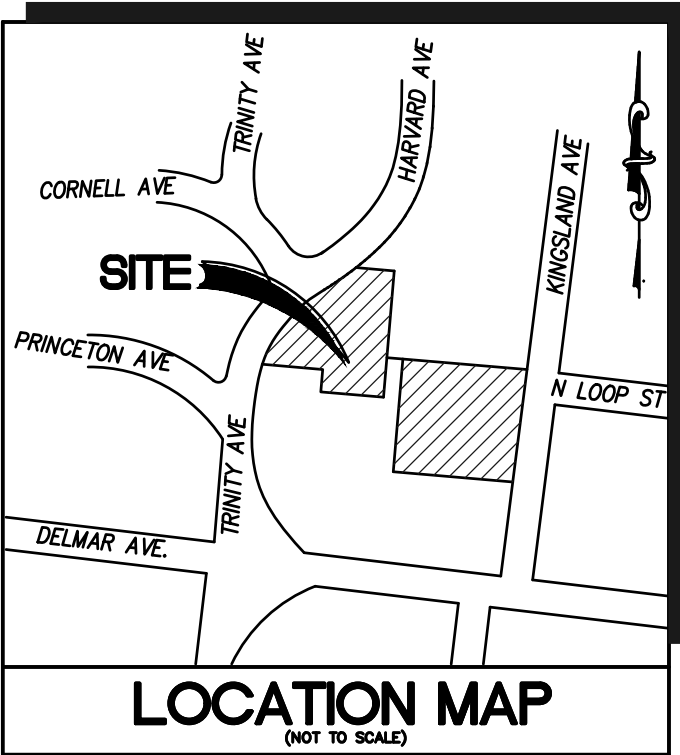 TRINITY AVE
HARVARD AVE
CORNELL AVE
KINGSLAND AVE
SITE
PRINCETON AVE
N LOOP ST
TRINITY AVE
DELMAR AVE.
LOCATION MAP
(NOT TO SCALE)